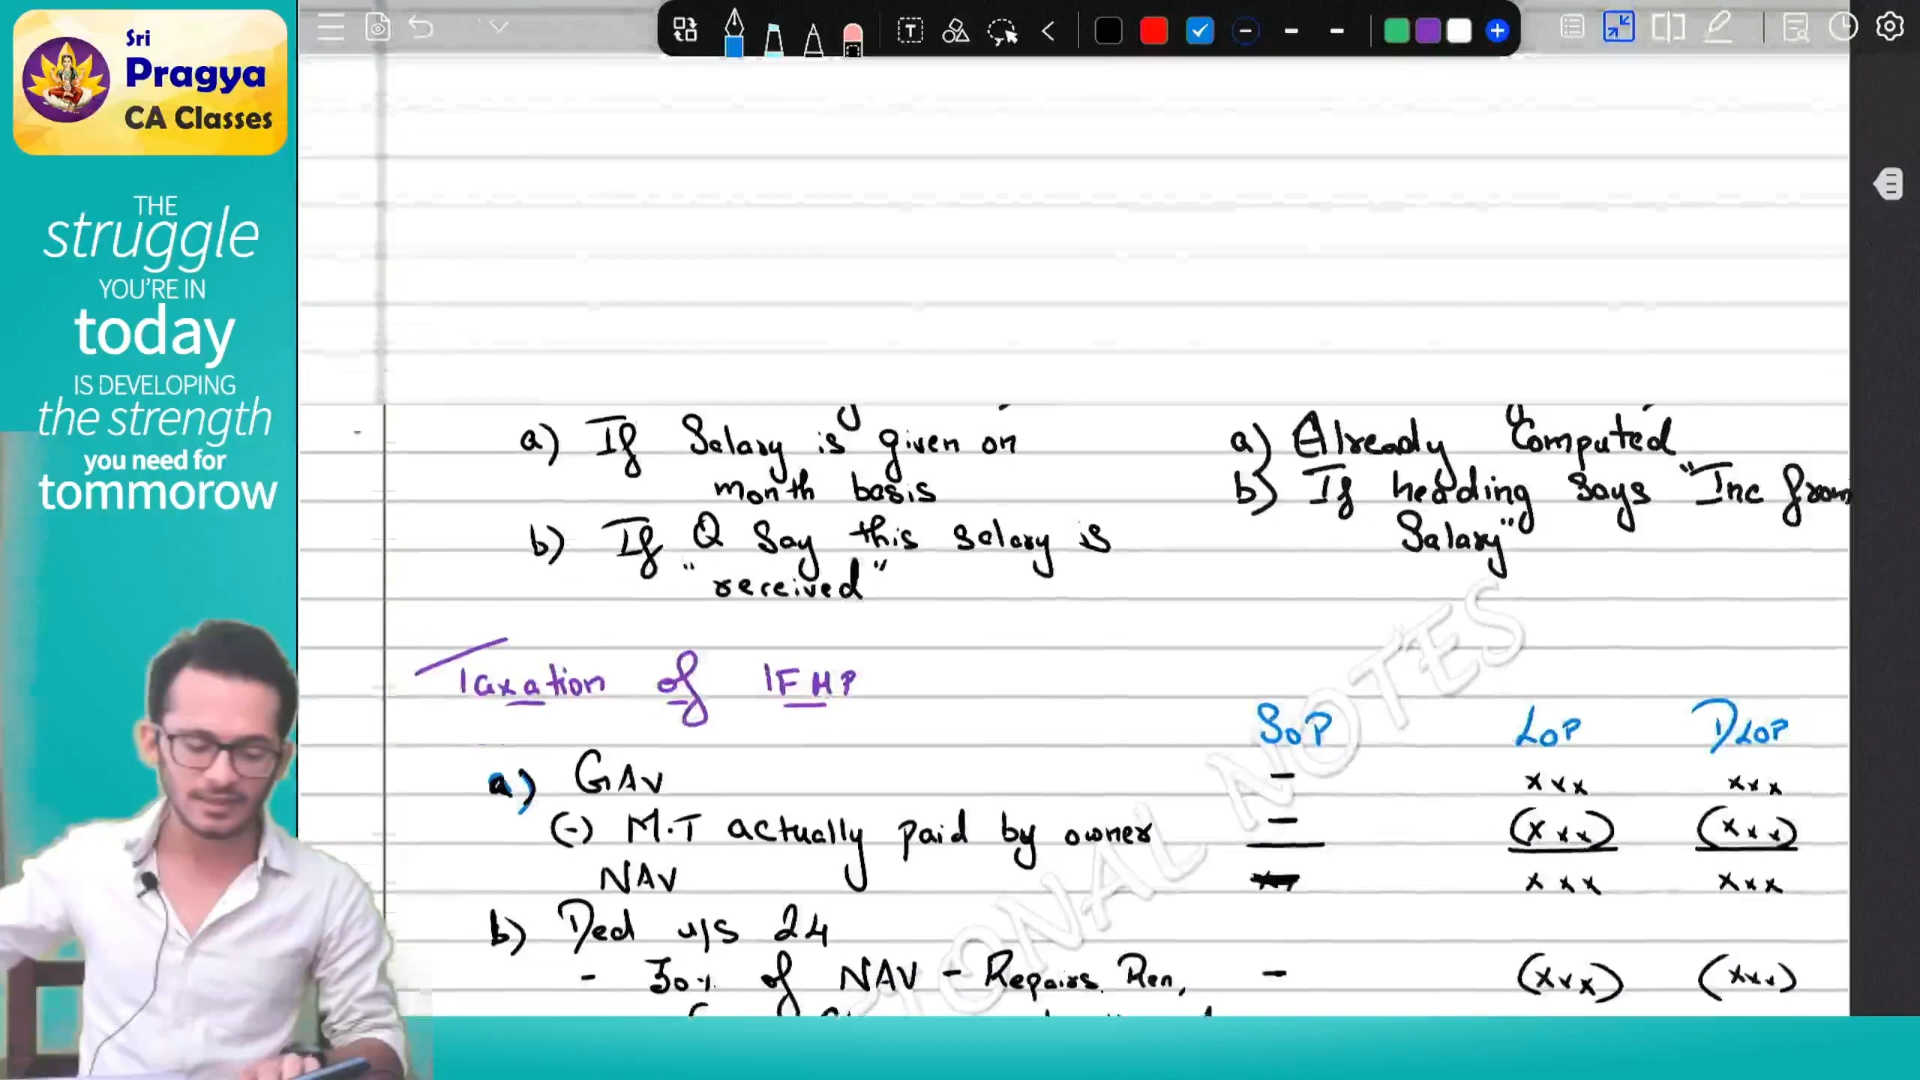 Sri
Pragya
CA Classes
THE
struggle
YOU'RE IN
today
IS DEVELOPING
the strength
you need for
tommorow
a) If Salary is given on
month basis
b) If Q Say this salary is
"received"
a) Already Computed
b) If heading Says "Inc from
Salary"
Taxation of IFHP
SOP LOP DLOP
a) GAV - xxx xxx
(-) M.T actually paid by owner - (xxx) (xxx)
NAV xxx xxx
b) Ded u/s 24
- 30% of NAV - Repairs, Ren, - (xxx) (xxx)
TIONAL NOTES